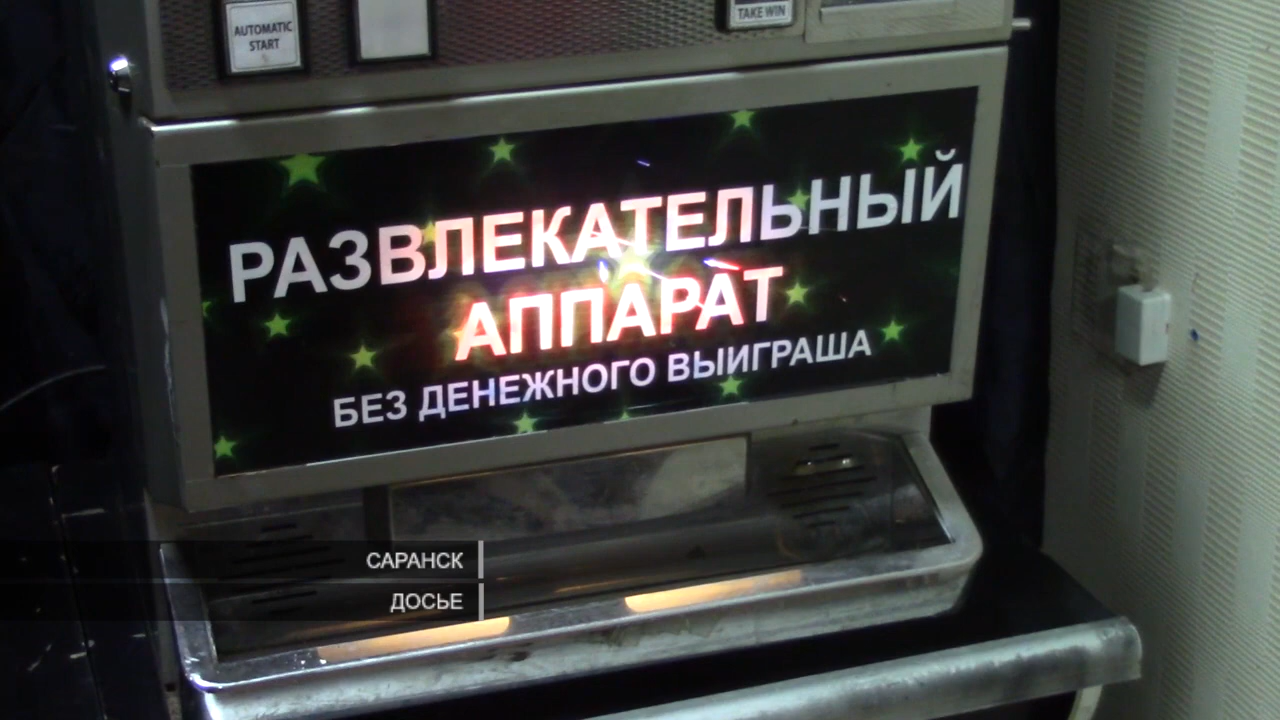 AUTOMATIC
START
TAKE WIN
РАЗВЛЕКАТЕЛЬНЫЙ
АППАРАТ
БЕЗ ДЕНЕЖНОГО ВЫИГРАША
САРАНСК
ДОСЬЕ